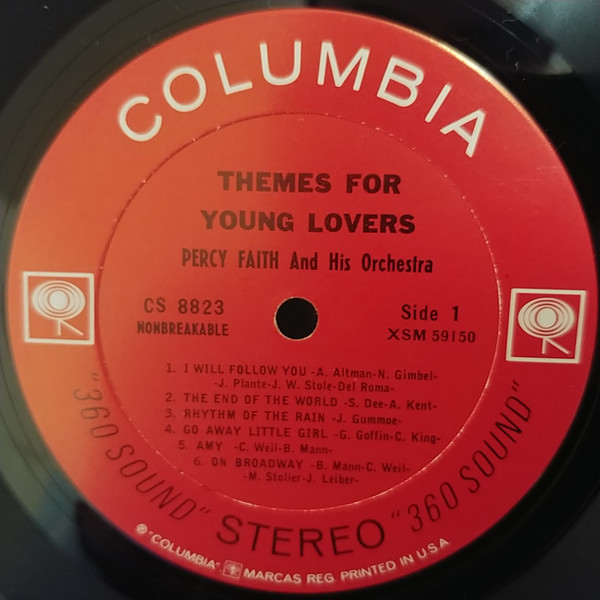 COLUMBIA
THEMES FOR
YOUNG LOVERS
PERCY FAITH And His Orchestra
CS 8823
NONBREAKABLE
Side 1
XSM 59150
1. I WILL FOLLOW YOU -A. Altman-N. Gimbel-
-J. Plante-J. W. Stole-Del Roma-
2. THE END OF THE WORLD -S. Dee-A. Kent-
3. RHYTHM OF THE RAIN -J. Gummoe-
4. GO AWAY LITTLE GIRL -G. Goffin-C. King-
5. AMY -C. Weil-B. Mann-
6. ON BROADWAY -B. Mann-C. Weil-
-M. Stoller-J. Leiber-
"360 SOUND" STEREO "360 SOUND"
® "COLUMBIA", MARCAS REG. PRINTED IN U.S.A.